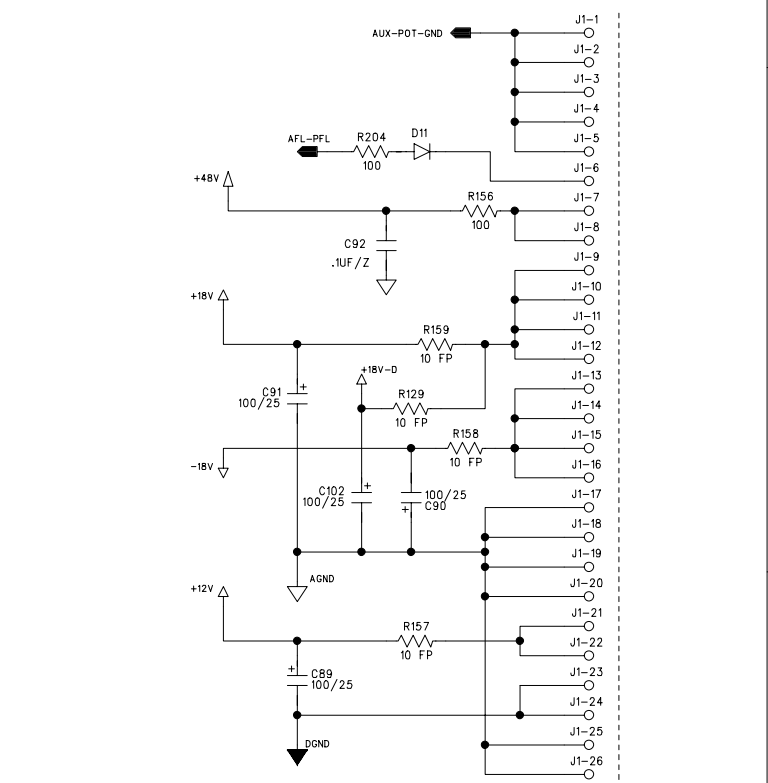 J1-1
AUX-POT-GND
J1-2
J1-3
J1-4
J1-5
AFL-PFL
R204
100
D11
J1-6
+48V
R156
100
J1-7
J1-8
C92
.1UF/Z
J1-9
+18V
J1-10
J1-11
R159
10 FP
J1-12
+18V-D
J1-13
C91
100/25
+
R129
10 FP
J1-14
R158
10 FP
J1-15
-18V
J1-16
C102
100/25
+
100/25
C90
+
J1-17
J1-18
J1-19
AGND
J1-20
+12V
J1-21
R157
10 FP
J1-22
+
C89
100/25
J1-23
J1-24
DGND
J1-25
J1-26